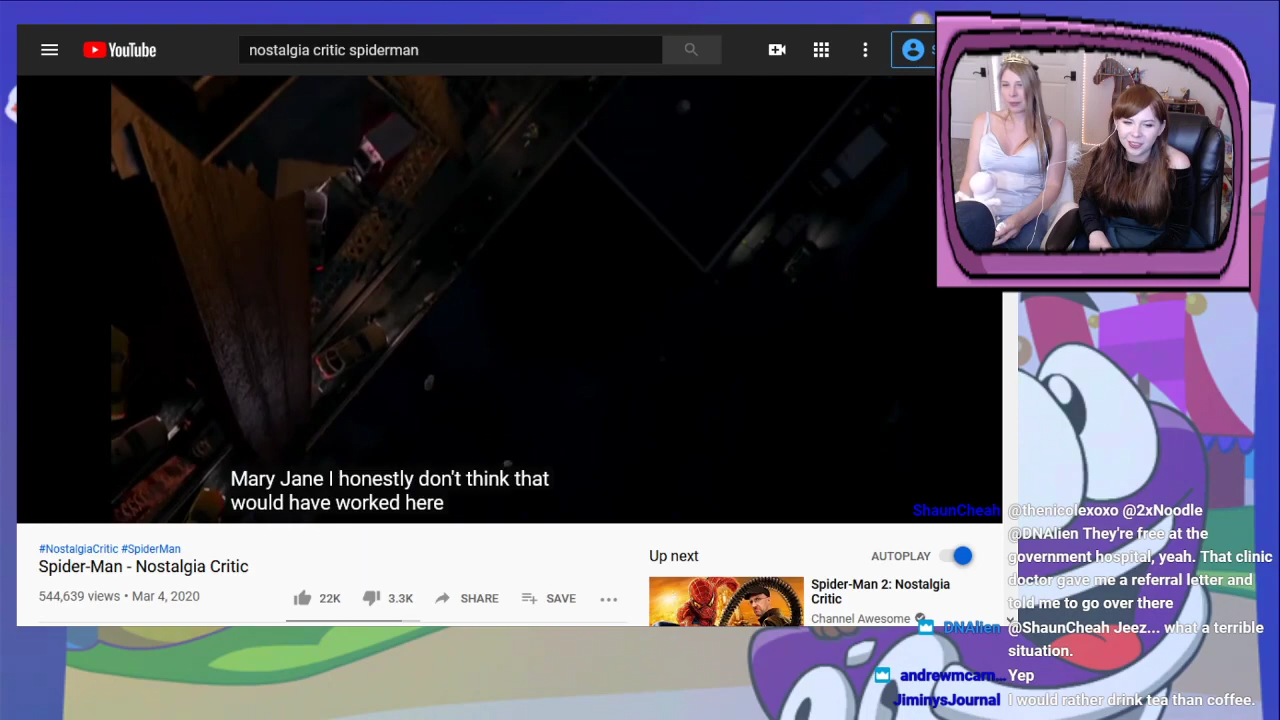 YouTube
nostalgia critic spiderman
Mary Jane I honestly don't think that
would have worked here
#NostalgiaCritic #SpiderMan
Spider-Man - Nostalgia Critic
544,639 views • Mar 4, 2020
22K
3.3K
SHARE
SAVE
Up next
AUTOPLAY
Spider-Man 2: Nostalgia
Critic
Channel Awesome
ShaunCheah @thenicolexoxo @2xNoodle
@DNAlien They're free at the
government hospital, yeah. That clinic
doctor gave me a referral letter and
told me to go over there
DNAlien @ShaunCheah Jeez... what a terrible
situation.
andrewmcarn... Yep
JiminysJournal I would rather drink tea than coffee.